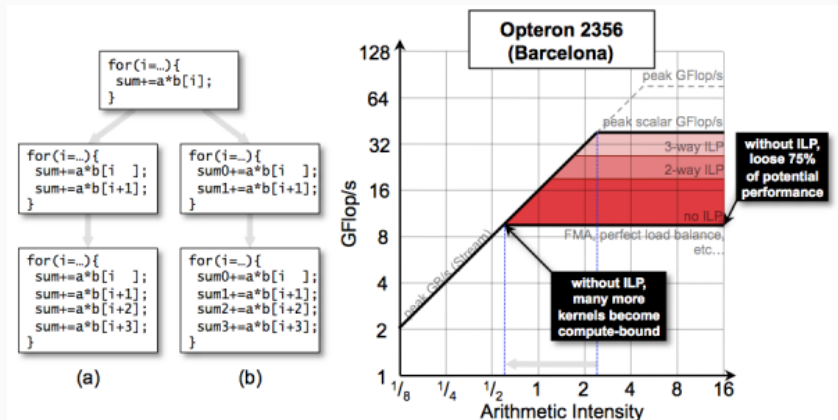 for(i=…){
sum+=a*b[i];
}
for(i=…){
sum+=a*b[i  ];
sum+=a*b[i+1];
}
for(i=…){
sum0+=a*b[i  ];
sum1+=a*b[i+1];
}
for(i=…){
sum+=a*b[i  ];
sum+=a*b[i+1];
sum+=a*b[i+2];
sum+=a*b[i+3];
}
for(i=…){
sum0+=a*b[i  ];
sum1+=a*b[i+1];
sum2+=a*b[i+2];
sum3+=a*b[i+3];
}
(a)
(b)
Opteron 2356
(Barcelona)
GFlop/s
128
64
32
16
8
4
2
1
peak GFlop/s
peak scalar GFlop/s
3-way ILP
2-way ILP
no ILP
FMA, perfect load balance,
etc…
peak GB/s (Stream)
without ILP,
loose 75%
of potential
performance
without ILP,
many more
kernels become
compute-bound
1/8
1/4
1/2
1
2
4
8
16
Arithmetic Intensity